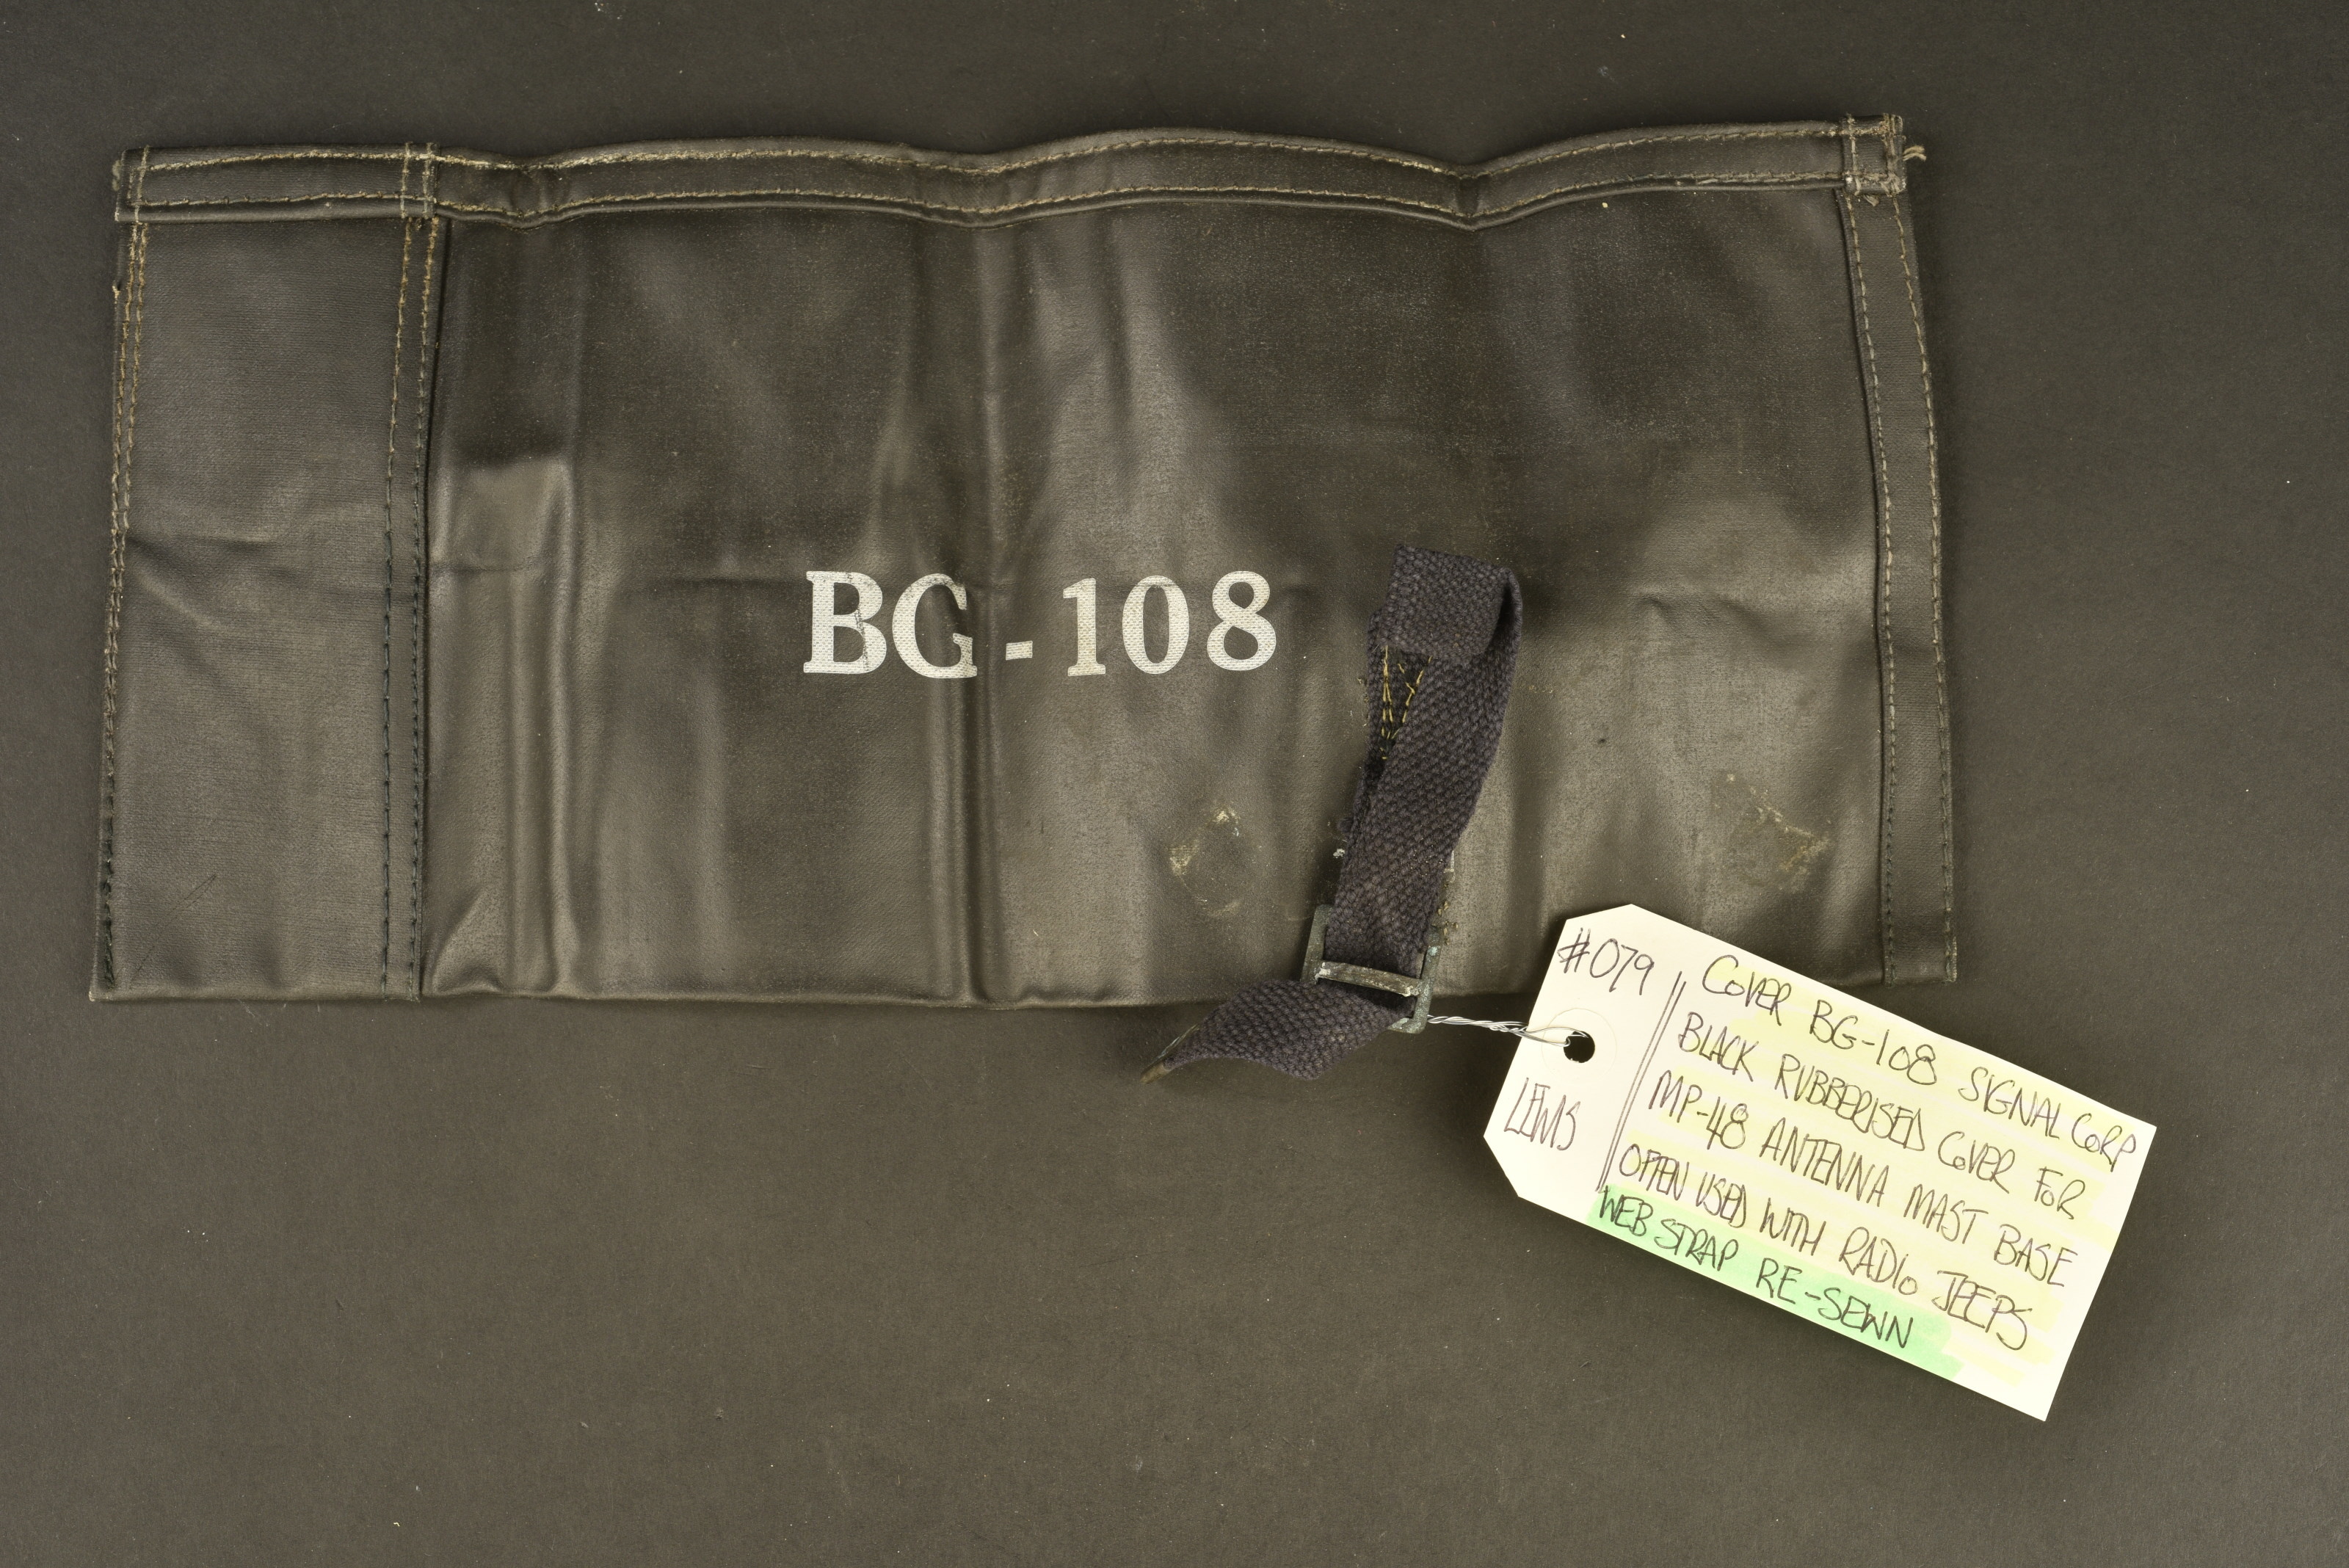 BG-108
#079
LEWIS
COVER BG-108 SIGNAL CORP
BLACK RUBBERISED COVER FOR
MP-48 ANTENNA MAST BASE
OFTEN USED WITH RADIO JEEPS
WEB STRAP RE-SEWN